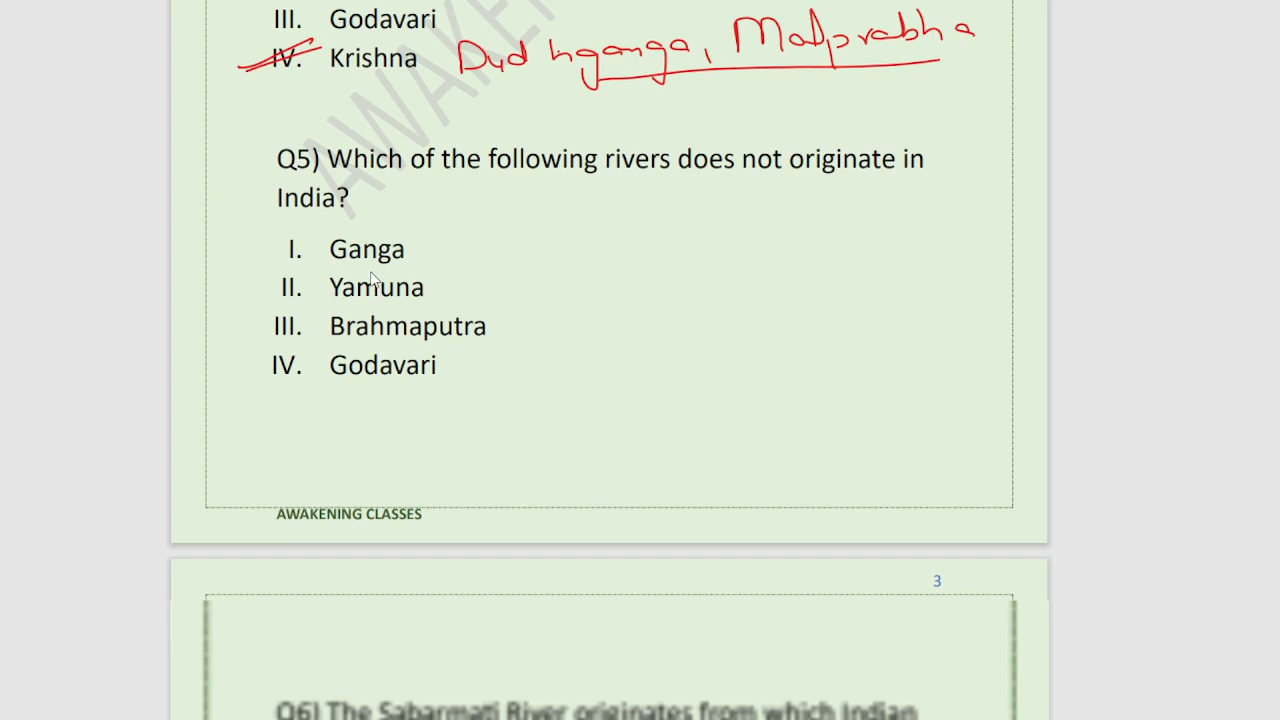 III. Godavari
IV. Krishna Dudhganga, Malprabha
AWAKE
Q5) Which of the following rivers does not originate in
India?
I. Ganga
II. Yamuna
III. Brahmaputra
IV. Godavari
AWAKENING CLASSES
3
Q6) The Sabarmati River originates from which Indian